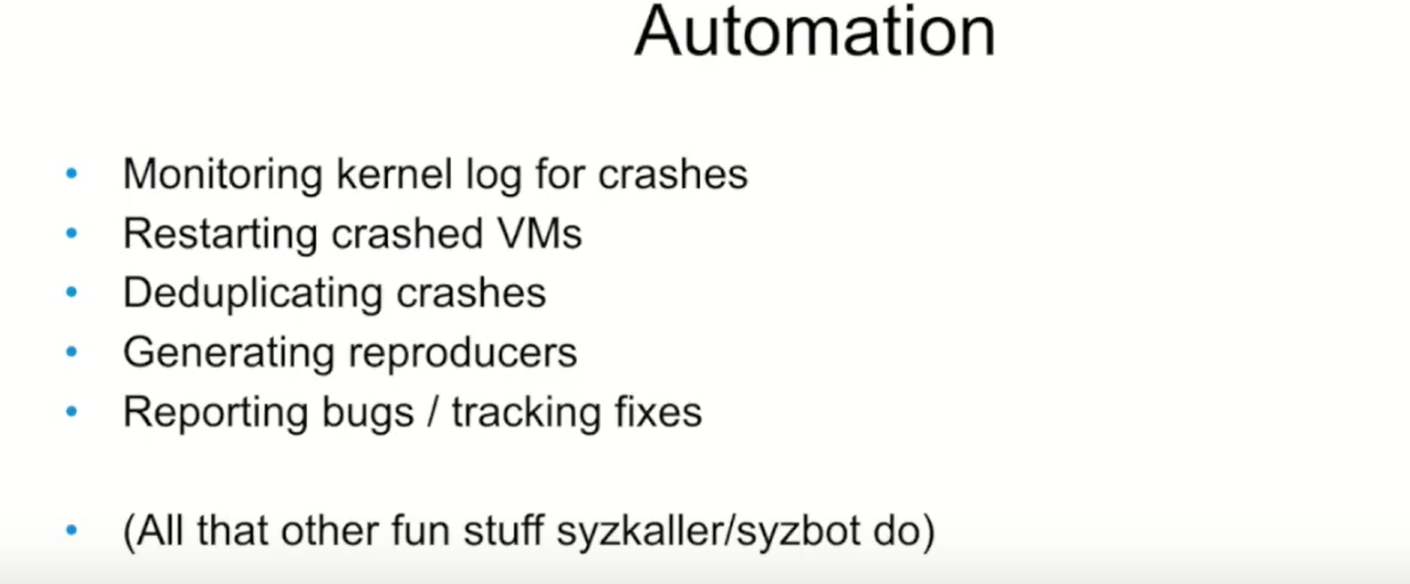 Automation
• Monitoring kernel log for crashes
• Restarting crashed VMs
• Deduplicating crashes
• Generating reproducers
• Reporting bugs / tracking fixes
• (All that other fun stuff syzkaller/syzbot do)